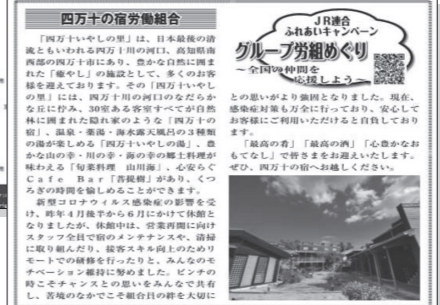 四万十の宿労働組合
「四万十いやしの里」は、日本最後の清
流ともいわれる四万十川の河口、高知県南
西部の四万十市にあり、豊かな自然に囲ま
れた「癒やし」の施設として、多くのお客
様を迎えております。その「四万十いやし
の里」には、四万十川の河口のなだらか
な丘に佇み、30室ある客室すべてが自然
林に囲まれた隠れ家のような「四万十の
宿」、温泉・薬湯・海水露天風呂の3種類
の湯が楽しめる「四万十いやしの湯」、豊
かな山の幸・川の幸・海の幸の郷土料理が
味わえる「旬菜料理 山川海」、心安らぐ
Cafe Bar「菩提樹」があり、くつ
ろぎの時間を愉しめることができます。
新型コロナウィルス感染症の影響を受
け、昨年4月後半から6月にかけて休館と
なりましたが、休館中は、営業再開に向け
スタッフ全員で宿のメンテナンスや、清掃
に取り組んだり、接客スキル向上のためリ
モートでの研修を行ったりと、みんなのモ
チベーション維持に努めました。ピンチの
時こそチャンスとの思いをみんなで共有
し、苦境のなかでこそ組合員の絆を大切に
JR連合
ふれあいキャンペーン
グループ労組めぐり
～全国の仲間を
応援しよう～
との思いがより強固となりました。現在、
感染症対策も万全に行っており、安心して
お客様にご利用いただけると自負しており
ます。
「最高の肴」「最高の酒」「心豊かなお
もてなし」で皆さまをお迎えいたします。
ぜひ、四万十の宿へお越しください。